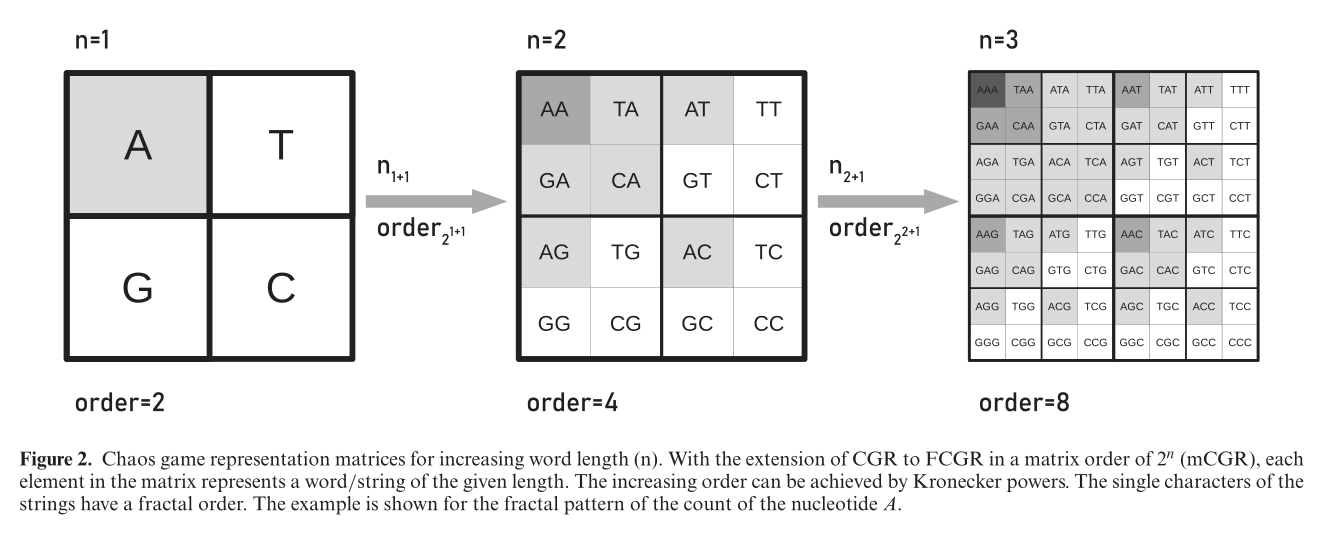 n=1
n=2
n=3
A T
G C
order=2
n1+1
order2^1+1
AA TA AT TT
GA CA GT CT
AG TG AC TC
GG CG GC CC
order=4
n2+1
order2^2+1
AAA TAA ATA TTA AAT TAT ATT TTT
GAA CAA GTA CTA GAT CAT GTT CTT
AGA TGA ACA TCA AGT TGT ACT TCT
GGA CGA GCA CCA GGT CGT GCT CCT
AAG TAG ATG TTG AAC TAC ATC TTC
GAG CAG GTG CTG GAC CAC GTC CTC
AGG TGG ACG TCG AGC TGC ACC TCC
GGG CGG GCG CCG GGC CGC GCC CCC
order=8
Figure 2. Chaos game representation matrices for increasing word length (n). With the extension of CGR to FCGR in a matrix order of 2^n (mCGR), each
element in the matrix represents a word/string of the given length. The increasing order can be achieved by Kronecker powers. The single characters of the
strings have a fractal order. The example is shown for the fractal pattern of the count of the nucleotide A.